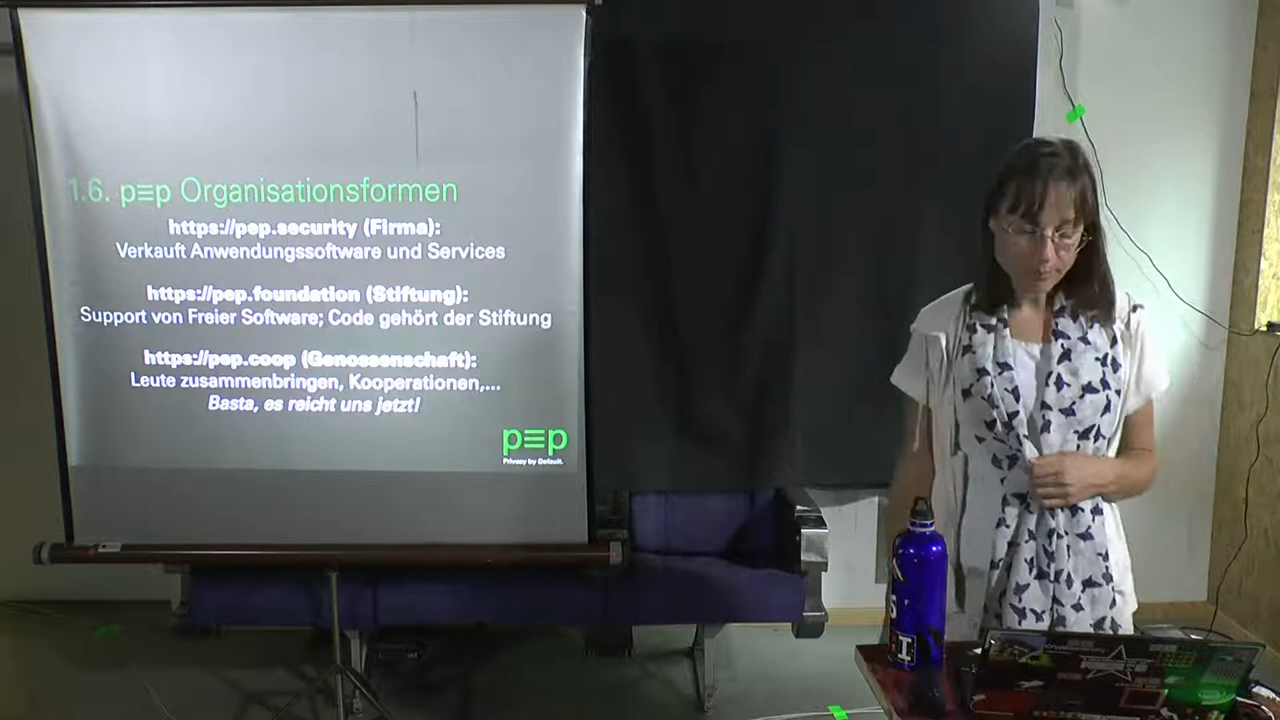 1.6. p≡p Organisationsformen
https://pep.security (Firma):
Verkauft Anwendungssoftware und Services
https://pep.foundation (Stiftung):
Support von Freier Software; Code gehört der Stiftung
https://pep.coop (Genossenschaft):
Leute zusammenbringen, Kooperationen,...
Basta, es reicht uns jetzt!
p≡p
Privacy by Default.